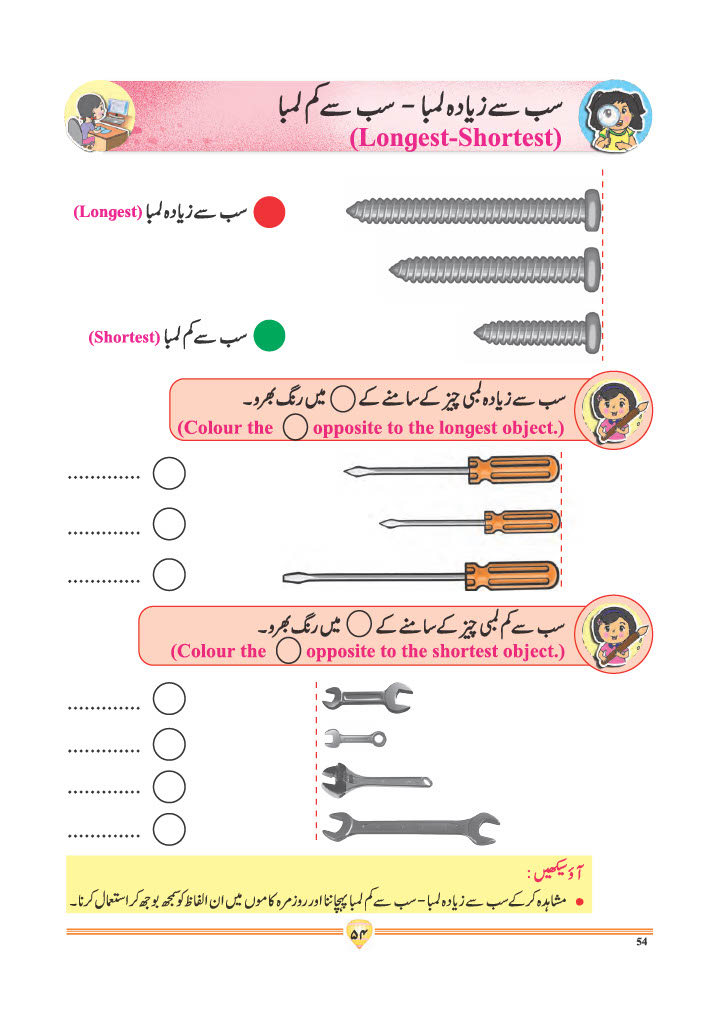 سب سے زیادہ لمبا - سب سے کم لمبا
(Longest-Shortest)
سب سے زیادہ لمبا (Longest)
سب سے کم لمبا (Shortest)
سب سے زیادہ لمبی چیز کے سامنے کے ◯ میں رنگ بھرو۔
(Colour the ◯ opposite to the longest object.)
.............
.............
.............
سب سے کم لمبی چیز کے سامنے کے ◯ میں رنگ بھرو۔
(Colour the ◯ opposite to the shortest object.)
.............
.............
.............
.............
آؤ سیکھیں :
• مشاہدہ کر کے سب سے زیادہ لمبا - سب سے کم لمبا پہچاننا اور روزمرہ کاموں میں ان الفاظ کو سمجھ بوجھ کر استعمال کرنا۔
۵۴
54